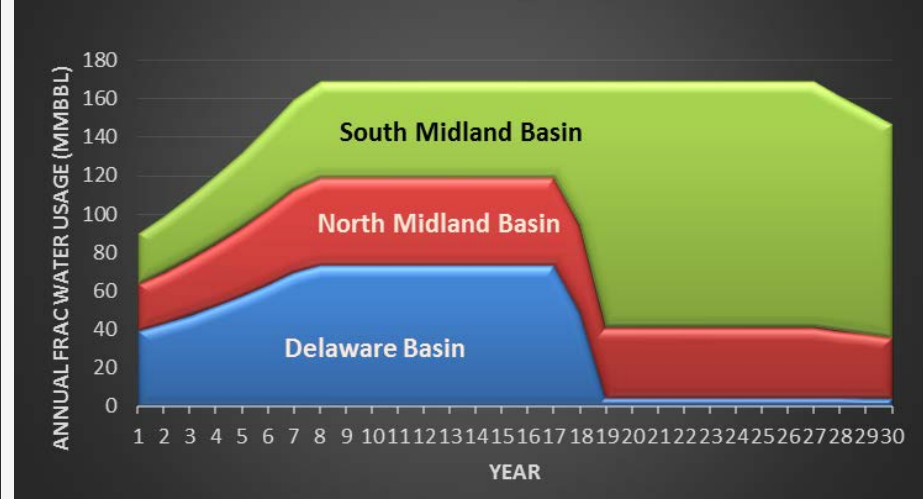 ANNUAL FRAC WATER USAGE (MMBBL)
180
160
140
120
100
80
60
40
20
0
South Midland Basin
North Midland Basin
Delaware Basin
1 2 3 4 5 6 7 8 9 10 11 12 13 14 15 16 17 18 19 20 21 22 23 24 25 26 27 28 29 30
YEAR